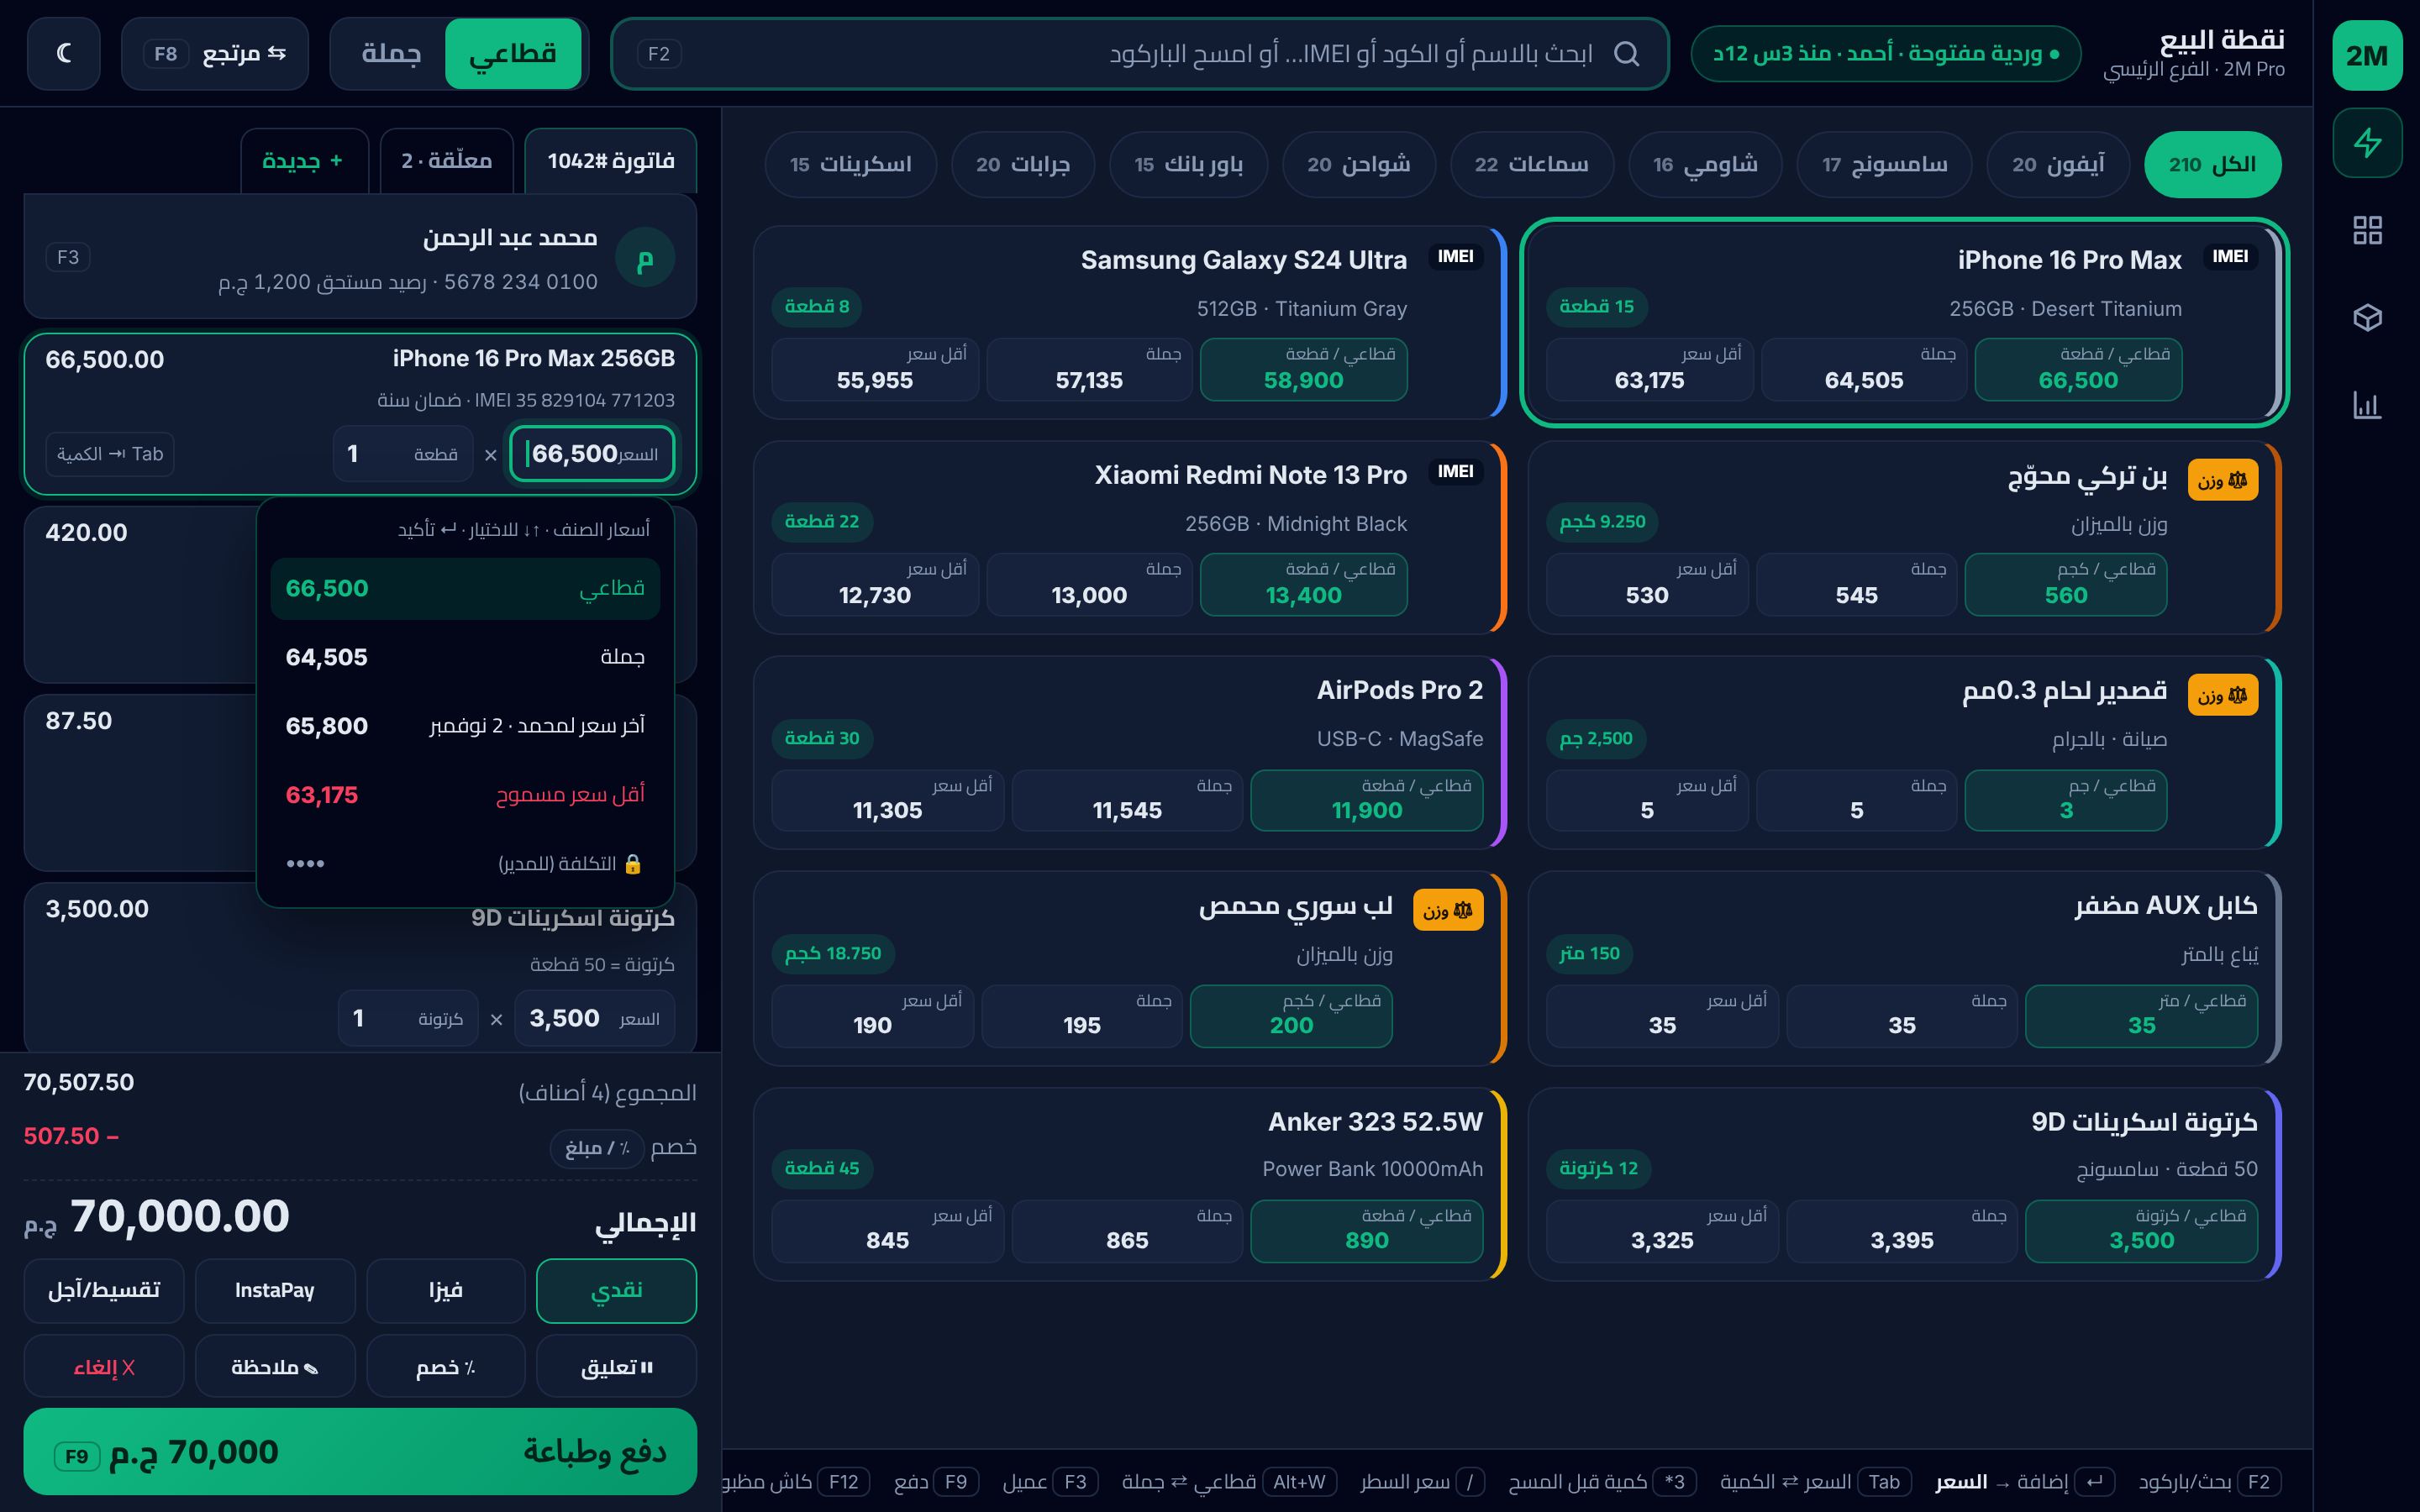 2M
نقطة البيع
2M Pro · الفرع الرئيسي
● وردية مفتوحة · أحمد · منذ 3س 12د
ابحث بالاسم أو الكود أو IMEI... أو امسح الباركود F2
قطاعي جملة
⇆ مرتجع F8
الكل 210
آيفون 20
سامسونج 17
شاومي 16
سماعات 22
شواحن 20
باور بانك 15
جرابات 20
اسكرينات 15
IMEI iPhone 16 Pro Max
256GB · Desert Titanium
15 قطعة
قطاعي / قطعة جملة أقل سعر
66,500 64,505 63,175
IMEI Samsung Galaxy S24 Ultra
512GB · Titanium Gray
8 قطعة
قطاعي / قطعة جملة أقل سعر
58,900 57,135 55,955
⚖ وزن بن تركي محوّج
وزن بالميزان
9.250 كجم
قطاعي / كجم جملة أقل سعر
560 545 530
IMEI Xiaomi Redmi Note 13 Pro
256GB · Midnight Black
22 قطعة
قطاعي / قطعة جملة أقل سعر
13,400 13,000 12,730
⚖ وزن قصدير لحام 0.3مم
صيانة · بالجرام
2,500 جم
قطاعي / جم جملة أقل سعر
3 5 5
AirPods Pro 2
USB-C · MagSafe
30 قطعة
قطاعي / قطعة جملة أقل سعر
11,900 11,545 11,305
كابل AUX مضفر
يُباع بالمتر
150 متر
قطاعي / متر جملة أقل سعر
35 35 35
⚖ وزن لب سوري محمص
وزن بالميزان
18.750 كجم
قطاعي / كجم جملة أقل سعر
200 195 190
كرتونة اسكرينات 9D
50 قطعة · سامسونج
12 كرتونة
قطاعي / كرتونة جملة أقل سعر
3,500 3,395 3,325
Anker 323 52.5W
Power Bank 10000mAh
45 قطعة
قطاعي / قطعة جملة أقل سعر
890 865 845
F2 بحث/باركود ↵ إضافة → السعر Tab السعر ⇄ الكمية 3* كمية قبل المسح / سعر السطر Alt+W قطاعي ⇄ جملة F3 عميل F9 دفع F12 كاش مظبو
فاتورة #1042
معلّقة · 2
+ جديدة
م محمد عبد الرحمن F3
0100 234 5678 · رصيد مستحق 1,200 ج.م
iPhone 16 Pro Max 256GB 66,500.00
IMEI 35 829104 771203 · ضمان سنة
السعر 66,500 × قطعة 1 Tab ⇥ الكمية
420.00
أسعار الصنف · ↑↓ للاختيار · ↵ تأكيد
قطاعي 66,500
جملة 64,505
87.50
آخر سعر لمحمد · 2 نوفمبر 65,800
أقل سعر مسموح 63,175
🔒 التكلفة (للمدير) ••••
كرتونة اسكرينات 9D 3,500.00
كرتونة = 50 قطعة
السعر 3,500 × كرتونة 1
المجموع (4 أصناف) 70,507.50
خصم ٪ / مبلغ − 507.50
الإجمالي 70,000.00 ج.م
نقدي
فيزا
InstaPay
تقسيط/آجل
⏸ تعليق
٪ خصم
✎ ملاحظة
X إلغاء
دفع وطباعة 70,000 ج.م F9